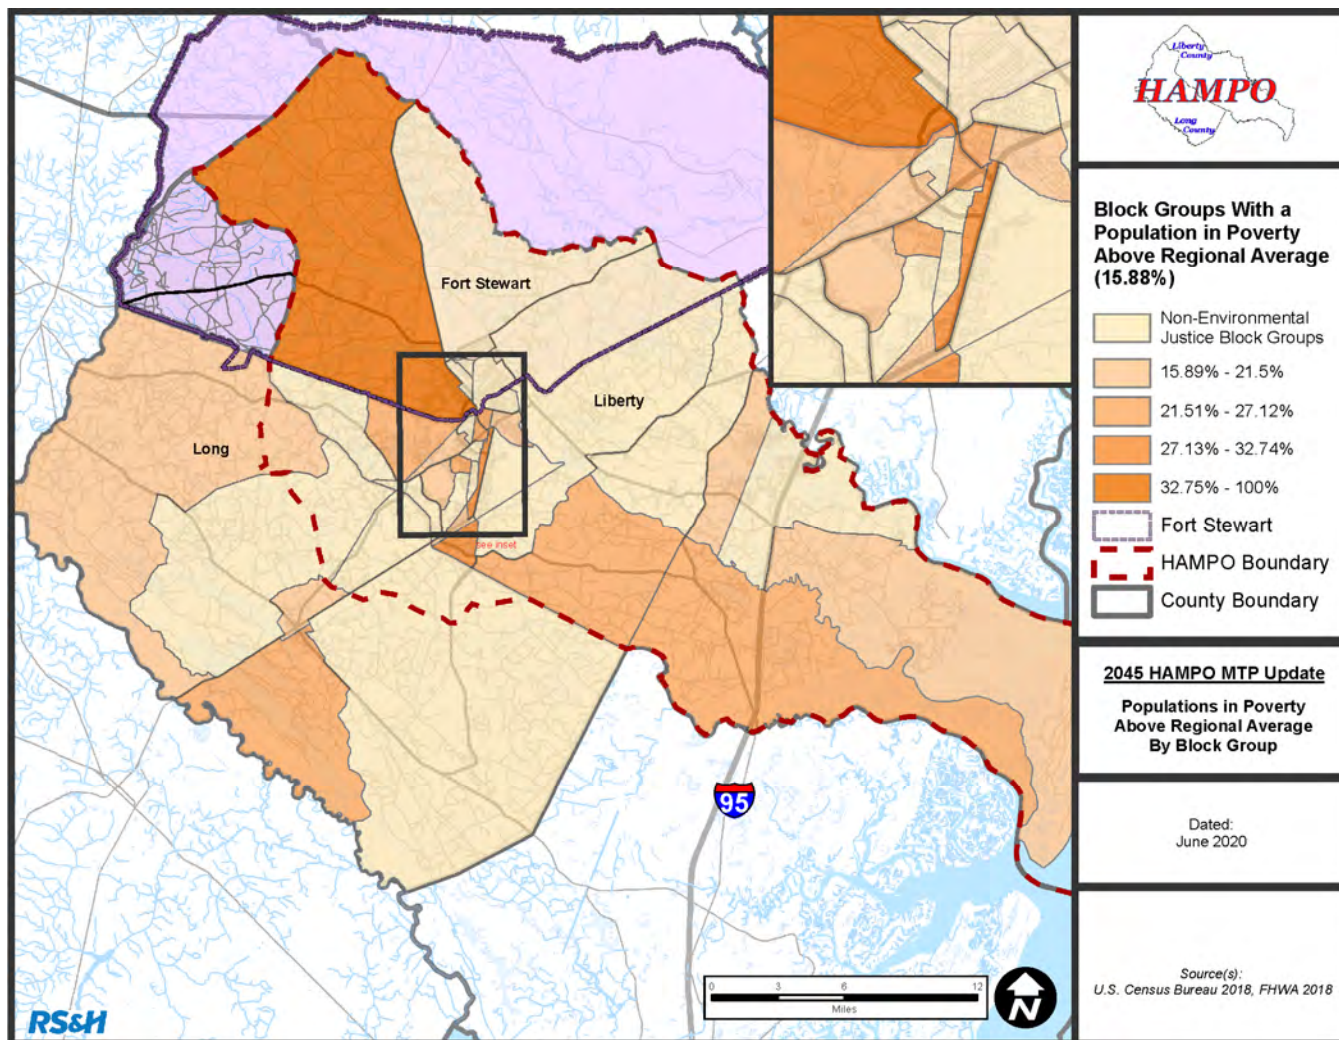 Fort Stewart
Liberty
Long
see inset
95
0 3 6 12
Miles
N
RS&H
Liberty
County
HAMPO
Long
County
Block Groups With a
Population in Poverty
Above Regional Average
(15.88%)
Non-Environmental
Justice Block Groups
15.89% - 21.5%
21.51% - 27.12%
27.13% - 32.74%
32.75% - 100%
Fort Stewart
HAMPO Boundary
County Boundary
2045 HAMPO MTP Update
Populations in Poverty
Above Regional Average
By Block Group
Dated:
June 2020
Source(s):
U.S. Census Bureau 2018, FHWA 2018